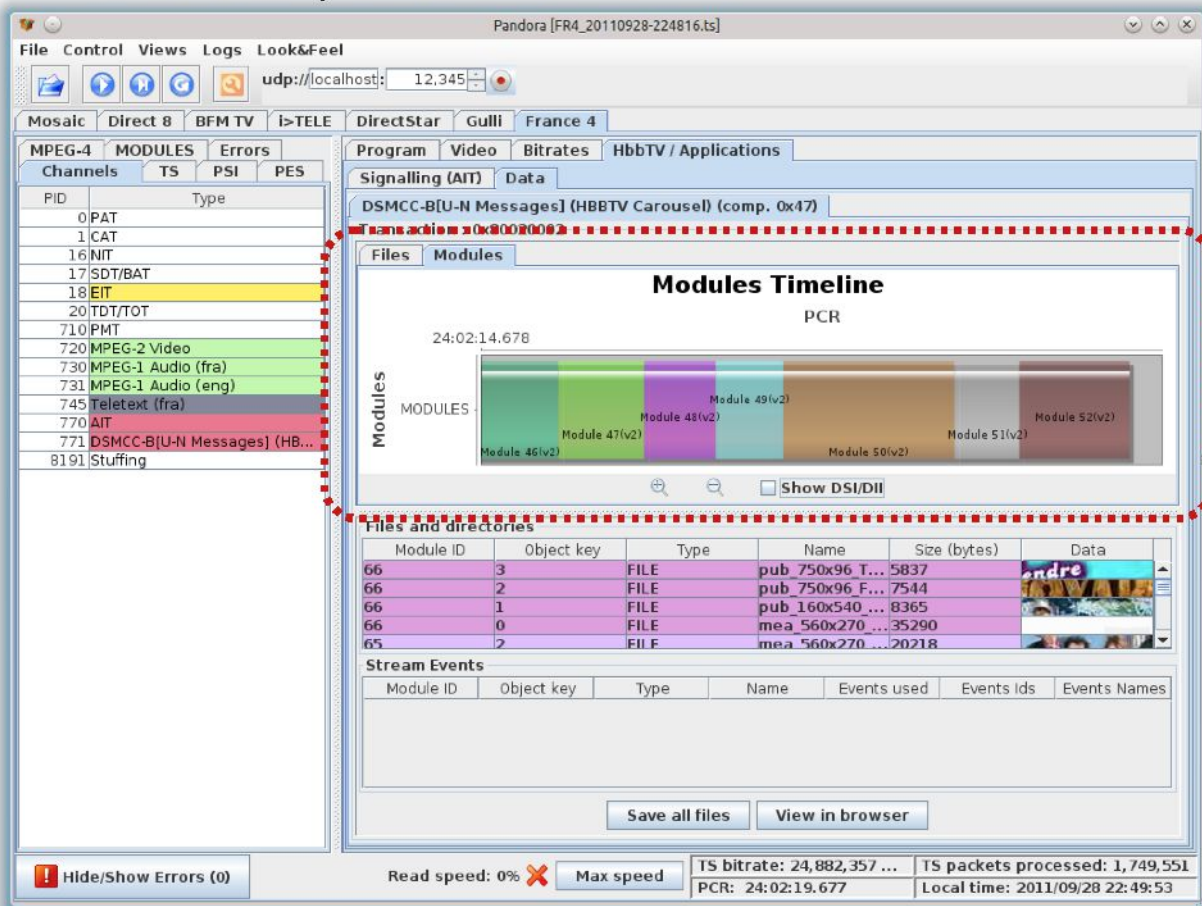 Pandora [FR4_20110928-224816.ts]
File Control Views Logs Look&Feel
udp://localhost: 12,345
Mosaic Direct 8 BFM TV i>TELE DirectStar Gulli France 4
MPEG-4 MODULES Errors
Channels TS PSI PES
PID Type
0 PAT
1 CAT
16 NIT
17 SDT/BAT
18 EIT
20 TDT/TOT
710 PMT
720 MPEG-2 Video
730 MPEG-1 Audio (fra)
731 MPEG-1 Audio (eng)
745 Teletext (fra)
770 AIT
771 DSMCC-B[U-N Messages] (HB...
8191 Stuffing
Program Video Bitrates HbbTV / Applications
Signalling (AIT) Data
DSMCC-B[U-N Messages] (HBBTV Carousel) (comp. 0x47)
Transaction : 0x80020002
Files Modules
Modules Timeline
PCR
24:02:14.678
Modules
MODULES
Module 46(v2)
Module 47(v2)
Module 48(v2)
Module 49(v2)
Module 50(v2)
Module 51(v2)
Module 52(v2)
Show DSI/DII
Files and directories
Module ID Object key Type Name Size (bytes) Data
66 3 FILE pub_750x96_T... 5837 endre
66 2 FILE pub_750x96_F... 7544
66 1 FILE pub_160x540_... 8365
66 0 FILE mea_560x270_... 35290
65 2 FILE mea_560x270_... 20218
Stream Events
Module ID Object key Type Name Events used Events Ids Events Names
Save all files View in browser
Hide/Show Errors (0) Read speed: 0% Max speed
TS bitrate: 24,882,357 ... TS packets processed: 1,749,551
PCR: 24:02:19.677 Local time: 2011/09/28 22:49:53